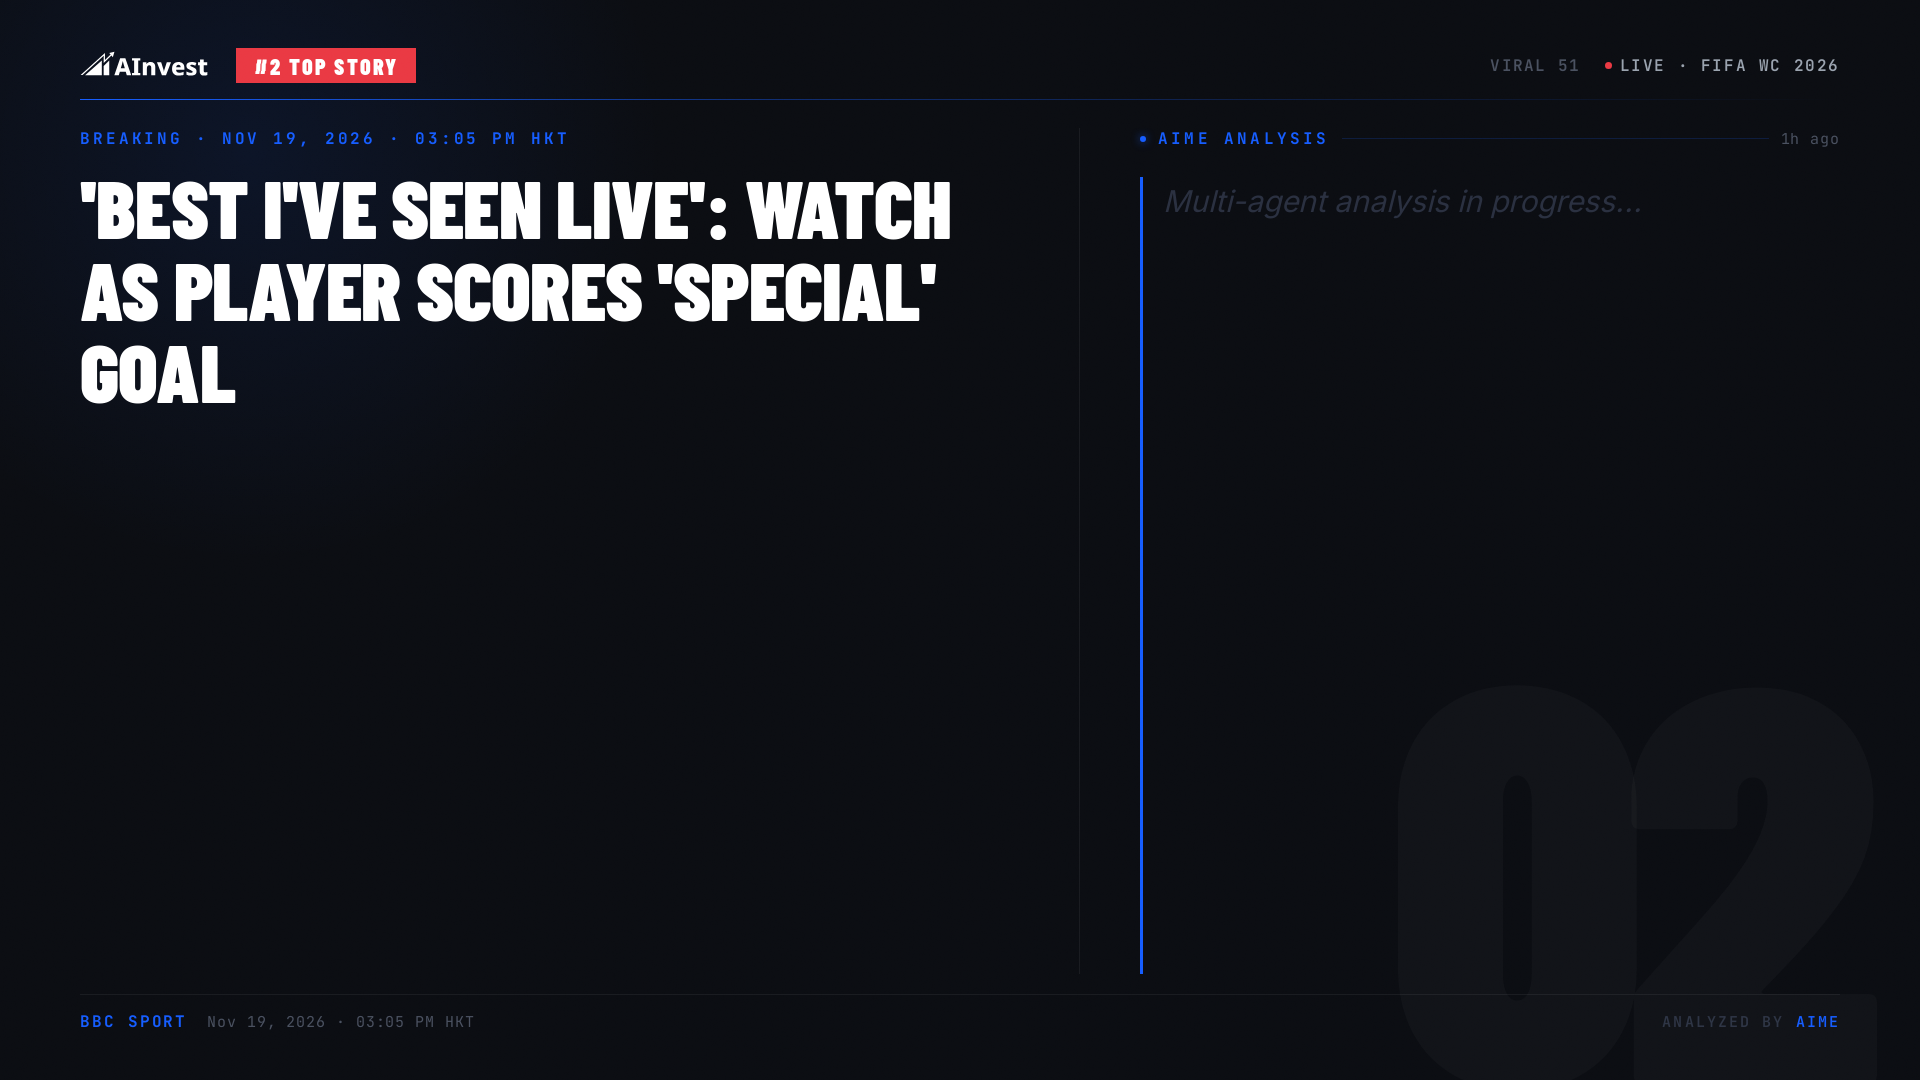 AInvest
#2 TOP STORY
VIRAL 51
LIVE · FIFA WC 2026
BREAKING · NOV 19, 2026 · 03:05 PM HKT
'BEST I'VE SEEN LIVE': WATCH
AS PLAYER SCORES 'SPECIAL'
GOAL
AIME ANALYSIS
1h ago
Multi-agent analysis in progress...
02
BBC SPORT
Nov 19, 2026 · 03:05 PM HKT
ANALYZED BY AIME